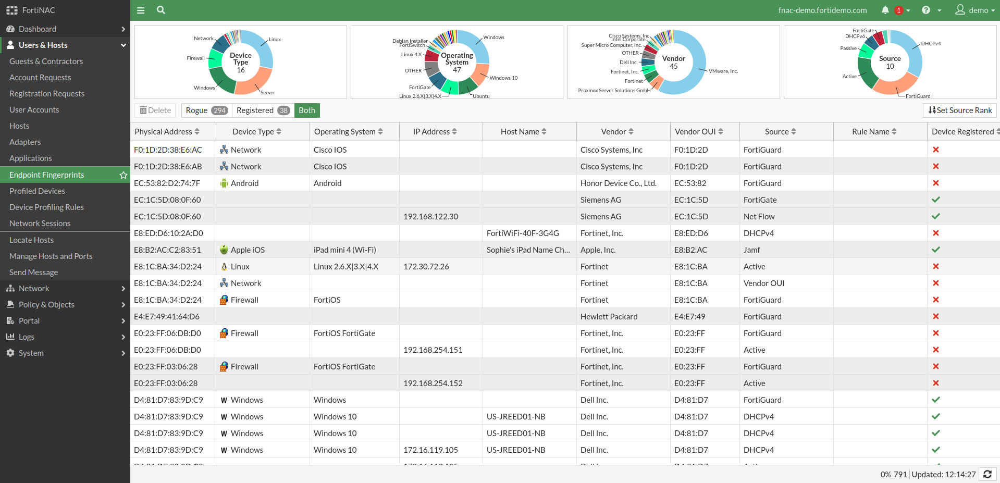 FortiNAC
fnac-demo.fortidemo.com 1 demo
Dashboard
Users & Hosts
Guests & Contractors
Account Requests
Registration Requests
User Accounts
Hosts
Adapters
Applications
Endpoint Fingerprints
Profiled Devices
Device Profiling Rules
Network Sessions
Locate Hosts
Manage Hosts and Ports
Send Message
Network
Policy & Objects
Portal
Logs
System
Device Type 16
Network
Linux
Firewall
Windows
Server
Operating System 47
Debian Installer
FortiSwitch
Linux 4.X
OTHER
FortiGate
Linux 2.6.X|3.X|4.X
Windows
Windows 10
Ubuntu
Vendor 45
Cisco Systems, Inc
Intel Corporate
Super Micro Computer, Inc.
OTHER
Dell Inc.
Fortinet, Inc.
Fortinet
Proxmox Server Solutions GmbH
VMware, Inc.
Source 10
FortiGate
DHCPv6
Passive
Active
DHCPv4
FortiGuard
Delete Rogue 294 Registered 38 Both Set Source Rank
Physical Address Device Type Operating System IP Address Host Name Vendor Vendor OUI Source Rule Name Device Registered
F0:1D:2D:38:E6:AC Network Cisco IOS Cisco Systems, Inc F0:1D:2D FortiGuard
F0:1D:2D:38:E6:AB Network Cisco IOS Cisco Systems, Inc F0:1D:2D FortiGuard
EC:53:82:D2:74:7F Android Android Honor Device Co., Ltd. EC:53:82 FortiGuard
EC:1C:5D:08:0F:60 Siemens AG EC:1C:5D FortiGate
EC:1C:5D:08:0F:60 192.168.122.30 Siemens AG EC:1C:5D Net Flow
E8:ED:D6:10:2A:D0 FortiWiFi-40F-3G4G Fortinet, Inc. E8:ED:D6 DHCPv4
E8:B2:AC:C2:83:51 Apple iOS iPad mini 4 (Wi-Fi) Sophie's iPad Name Ch... Apple, Inc. E8:B2:AC Jamf
E8:1C:BA:34:D2:24 Linux Linux 2.6.X|3.X|4.X 172.30.72.26 Fortinet E8:1C:BA Active
E8:1C:BA:34:D2:24 Network Fortinet E8:1C:BA Vendor OUI
E8:1C:BA:34:D2:24 Firewall FortiOS Fortinet E8:1C:BA FortiGuard
E4:E7:49:41:64:D6 Hewlett Packard E4:E7:49 FortiGuard
E0:23:FF:06:DB:D0 Firewall FortiOS FortiGate Fortinet, Inc. E0:23:FF FortiGuard
E0:23:FF:06:DB:D0 192.168.254.151 Fortinet, Inc. E0:23:FF Active
E0:23:FF:03:06:28 Firewall FortiOS FortiGate Fortinet, Inc. E0:23:FF FortiGuard
E0:23:FF:03:06:28 192.168.254.152 Fortinet, Inc. E0:23:FF Active
D4:81:D7:83:9D:C9 W Windows Windows Dell Inc. D4:81:D7 FortiGuard
D4:81:D7:83:9D:C9 W Windows Windows 10 US-JREED01-NB Dell Inc. D4:81:D7 DHCPv4
D4:81:D7:83:9D:C9 W Windows Windows 10 US-JREED01-NB Dell Inc. D4:81:D7 DHCPv4
D4:81:D7:83:9D:C9 W Windows Windows 10 172.16.119.105 US-JREED01-NB Dell Inc. D4:81:D7 DHCPv4
0% 791 Updated: 12:14:27